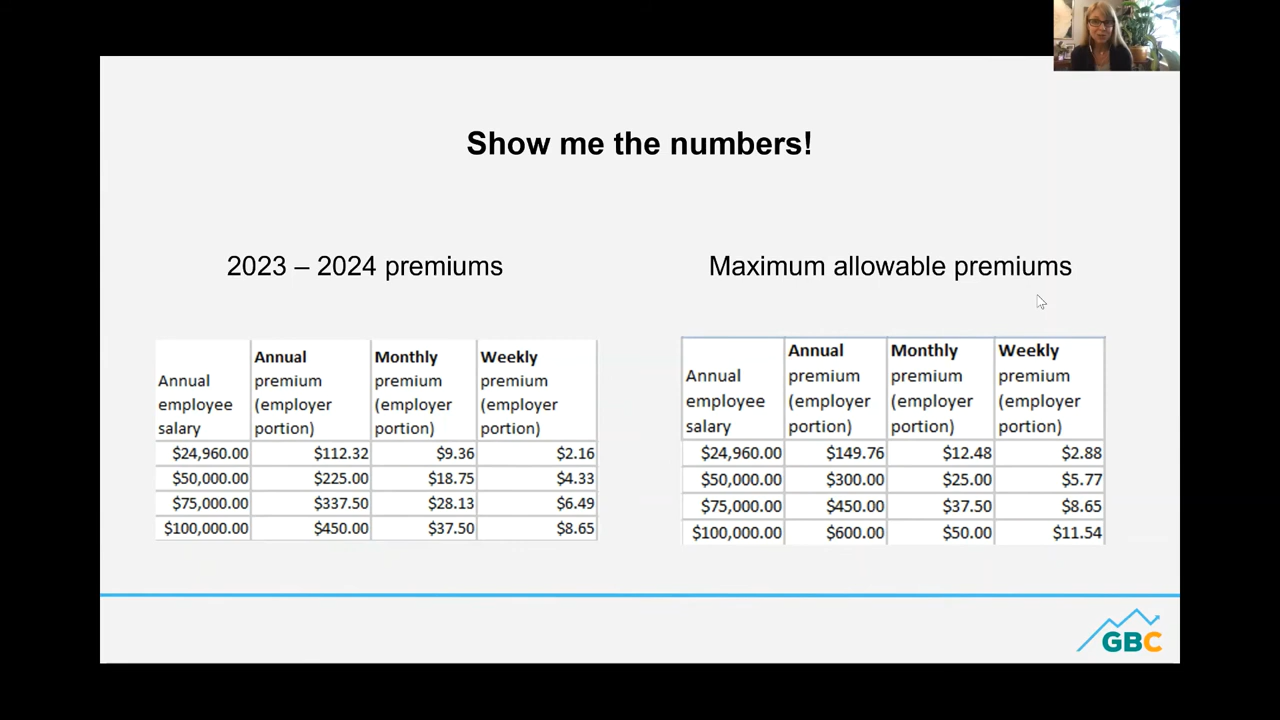 Show me the numbers!
2023 – 2024 premiums
Annual employee salary Annual premium (employer portion) Monthly premium (employer portion) Weekly premium (employer portion)
$24,960.00 $112.32 $9.36 $2.16
$50,000.00 $225.00 $18.75 $4.33
$75,000.00 $337.50 $28.13 $6.49
$100,000.00 $450.00 $37.50 $8.65
Maximum allowable premiums
Annual employee salary Annual premium (employer portion) Monthly premium (employer portion) Weekly premium (employer portion)
$24,960.00 $149.76 $12.48 $2.88
$50,000.00 $300.00 $25.00 $5.77
$75,000.00 $450.00 $37.50 $8.65
$100,000.00 $600.00 $50.00 $11.54
GBC